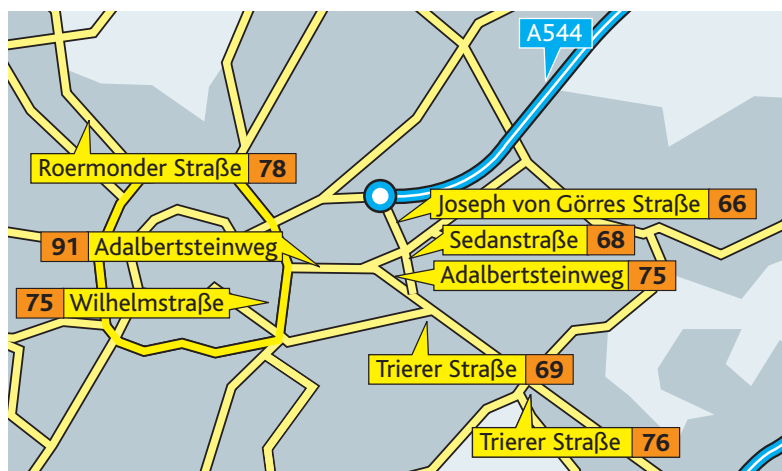 A544
Roermonder Straße 78
Joseph von Görres Straße 66
91 Adalbertsteinweg
Sedanstraße 68
Adalbertsteinweg 75
75 Wilhelmstraße
Trierer Straße 69
Trierer Straße 76